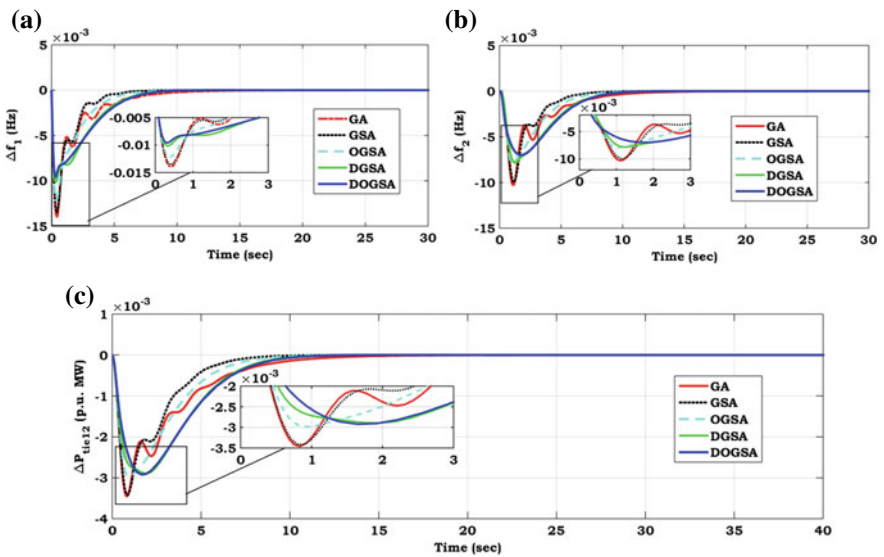 (a)
×10⁻³
5
0
-5
-10
-15
Δf₁ (Hz)
0 5 10 15 20 25 30
Time (sec)
-0.005
-0.01
-0.015
0 1 2 3
GA
GSA
OGSA
DGSA
DOGSA
(b)
×10⁻³
5
0
-5
-10
-15
Δf₂ (Hz)
0 5 10 15 20 25 30
Time (sec)
×10⁻³
-5
-10
0 1 2 3
GA
GSA
OGSA
DGSA
DOGSA
(c)
×10⁻³
1
0
-1
-2
-3
-4
ΔP_tie12 (p.u. MW)
0 5 10 15 20 25 30 35 40
Time (sec)
×10⁻³
-2
-2.5
-3
-3.5
0 1 2 3
GA
GSA
OGSA
DGSA
DOGSA